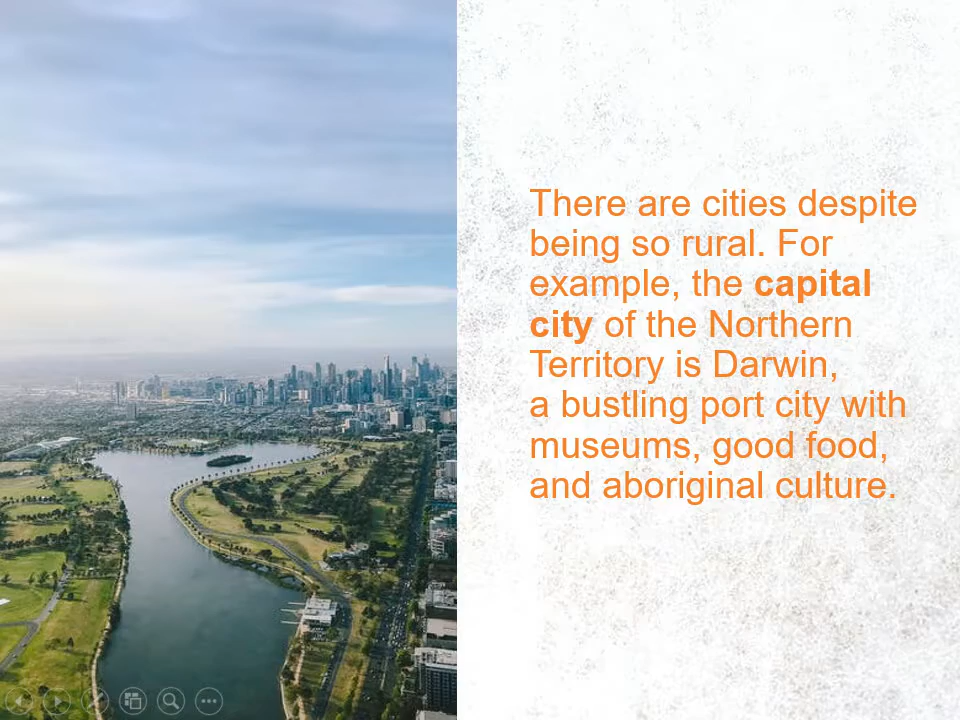 There are cities despite
being so rural. For
example, the capital
city of the Northern
Territory is Darwin,
a bustling port city with
museums, good food,
and aboriginal culture.